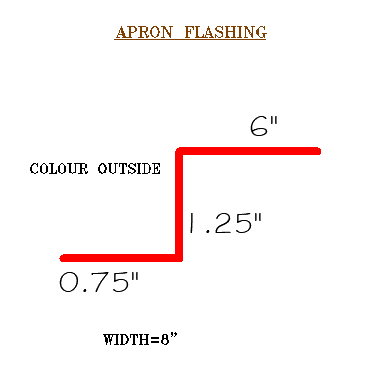 APRON FLASHING
6"
COLOUR OUTSIDE
1.25"
0.75"
WIDTH=8”